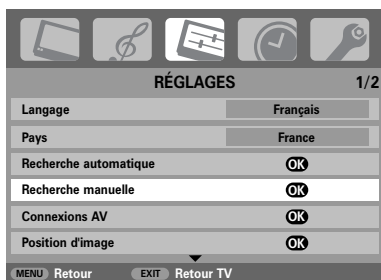 RÉGLAGES 1/2
Langage Français
Pays France
Recherche automatique OK
Recherche manuelle OK
Connexions AV OK
Position d'image OK
MENU Retour EXIT Retour TV